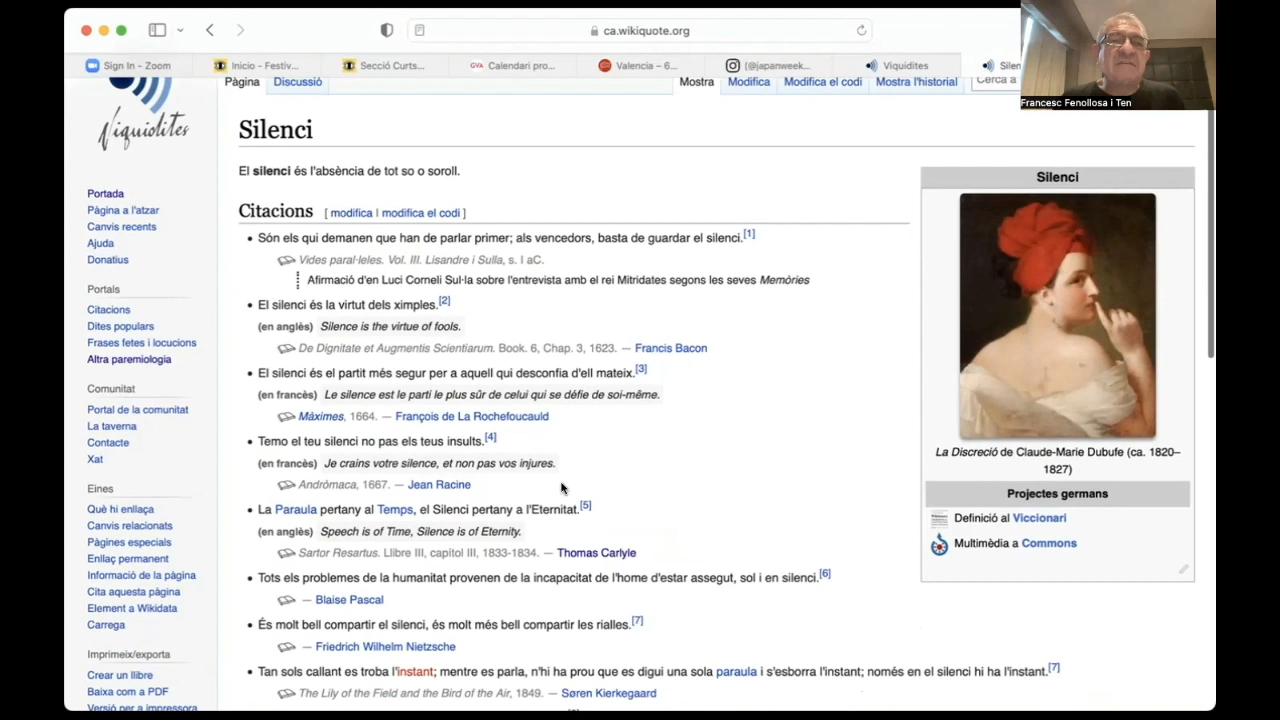 ca.wikiquote.org
Sign In – Zoom
Inicio - Festiv...
Secció Curts...
GVA Calendari pro...
Valencia – 6...
(@japanweek...
Viquidites
Silen
Francesc Fenollosa i Ten
Viquidites
Pàgina
Discussió
Mostra
Modifica
Modifica el codi
Mostra l'historial
Cerca a
Portada
Pàgina a l'atzar
Canvis recents
Ajuda
Donatius
Portals
Citacions
Dites populars
Frases fetes i locucions
Altra paremiologia
Comunitat
Portal de la comunitat
La taverna
Contacte
Xat
Eines
Què hi enllaça
Canvis relacionats
Pàgines especials
Enllaç permanent
Informació de la pàgina
Cita aquesta pàgina
Element a Wikidata
Carrega
Imprimeix/exporta
Crear un llibre
Baixa com a PDF
Versió per a impressora
Silenci
El silenci és l'absència de tot so o soroll.
Citacions [ modifica | modifica el codi ]
• Són els qui demanen que han de parlar primer; als vencedors, basta de guardar el silenci.[1]
Vides paral·leles. Vol. III. Lisandre i Sulla, s. I aC.
Afirmació d'en Luci Corneli Sul·la sobre l'entrevista amb el rei Mitridates segons les seves Memòries
• El silenci és la virtut dels ximples.[2]
(en anglès) Silence is the virtue of fools.
De Dignitate et Augmentis Scientiarum. Book. 6, Chap. 3, 1623. — Francis Bacon
• El silenci és el partit més segur per a aquell qui desconfia d'ell mateix.[3]
(en francès) Le silence est le parti le plus sûr de celui qui se défie de soi-même.
Màximes, 1664. — François de La Rochefoucauld
• Temo el teu silenci no pas els teus insults.[4]
(en francès) Je crains votre silence, et non pas vos injures.
Andròmaca, 1667. — Jean Racine
• La Paraula pertany al Temps, el Silenci pertany a l'Eternitat.[5]
(en anglès) Speech is of Time, Silence is of Eternity.
Sartor Resartus. Llibre III, capítol III, 1833-1834. — Thomas Carlyle
• Tots els problemes de la humanitat provenen de la incapacitat de l'home d'estar assegut, sol i en silenci.[6]
— Blaise Pascal
• És molt bell compartir el silenci, és molt més bell compartir les rialles.[7]
— Friedrich Wilhelm Nietzsche
• Tan sols callant es troba l'instant; mentre es parla, n'hi ha prou que es digui una sola paraula i s'esborra l'instant; només en el silenci hi ha l'instant.[7]
The Lily of the Field and the Bird of the Air, 1849. — Søren Kierkegaard
Silenci
La Discreció de Claude-Marie Dubufe (ca. 1820–
1827)
Projectes germans
Definició al Viccionari
Multimèdia a Commons